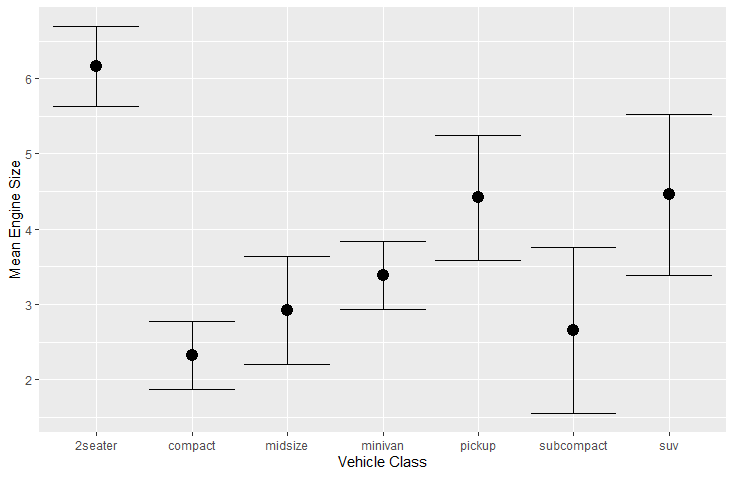 6
5
4
3
2
Mean Engine Size
2seater compact midsize minivan pickup subcompact suv
Vehicle Class